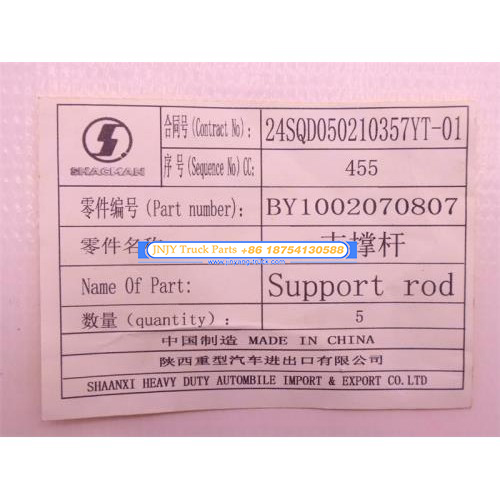 SHACMAN
合同号(Contract No): 24SQD050210357YT-01
序号(Sequence No)CC: 455
零件编号(Part number): BY1002070807
零件名称 支撑杆
JNJY Truck Parts +86 18754130588
Name Of Part: Support rod
数量(quantity): 5
中国制造 MADE IN CHINA
陕西重型汽车进出口有限公司
SHAANXI HEAVY DUTY AUTOMBILE IMPORT & EXPORT CO.LTD